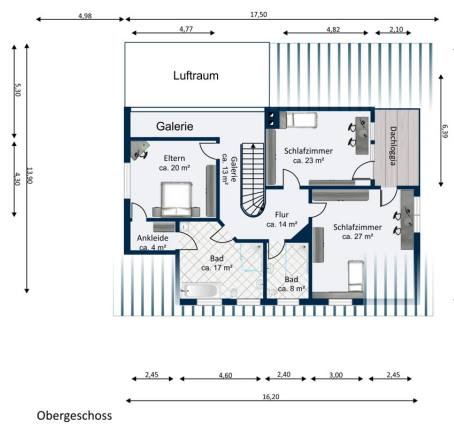 17,50
4,98
4,77
4,82
2,10
Luftraum
5,30
13,90
4,30
6,39
Galerie
Eltern
ca. 20 m²
Galerie
ca. 13 m²
Schlafzimmer
ca. 23 m²
Dachloggia
Flur
ca. 14 m²
Schlafzimmer
ca. 27 m²
Ankleide
ca. 4 m²
Bad
ca. 17 m²
Bad
ca. 8 m²
2,45
4,60
2,40
3,00
2,45
16,20
Obergeschoss